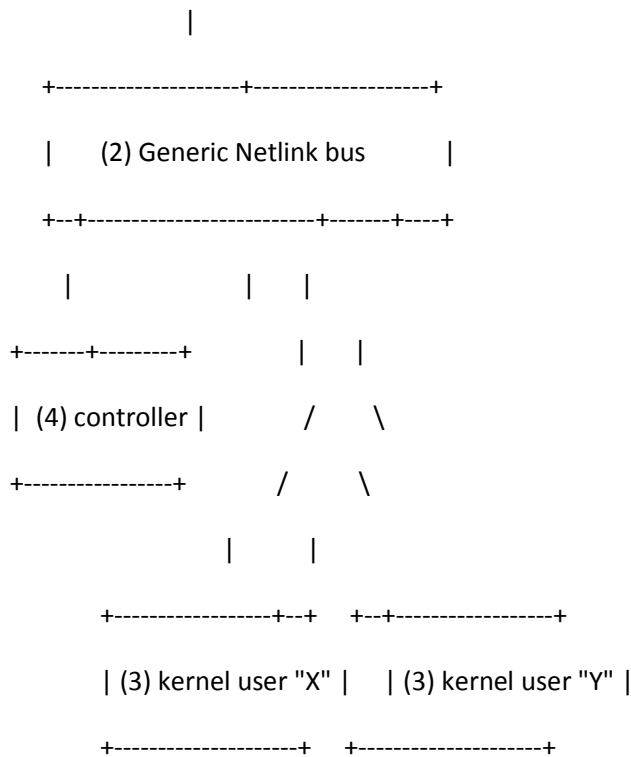 |
+---------------------+--------------------+
| (2) Generic Netlink bus |
+--+--------------------------+-------+----+
| | |
+-------+---------+ | |
| (4) controller | / \
+-----------------+ / \
| |
+------------------+--+ +--+------------------+
| (3) kernel user "X" | | (3) kernel user "Y" |
+---------------------+ +---------------------+